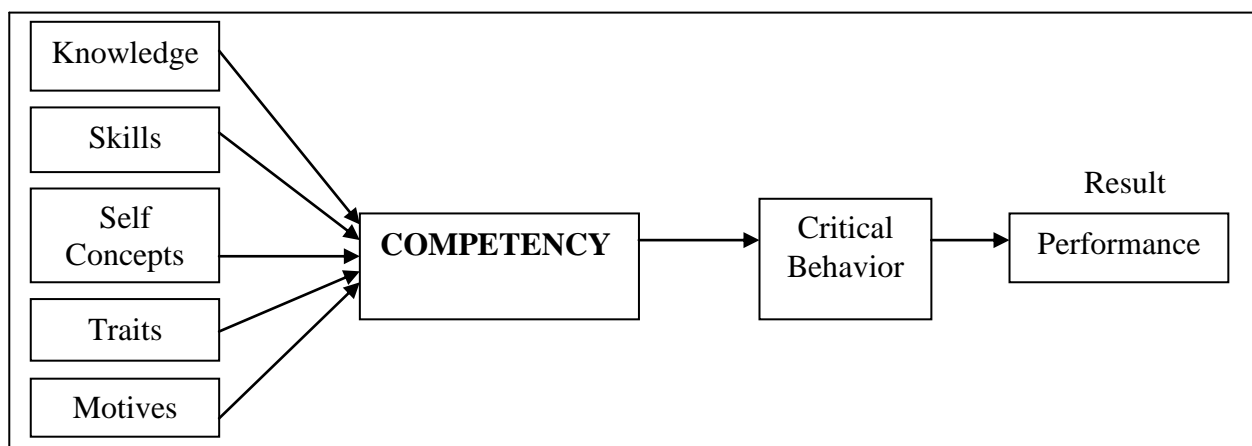 Knowledge
Skills
Self
Concepts
Traits
Motives
COMPETENCY
Critical
Behavior
Result
Performance